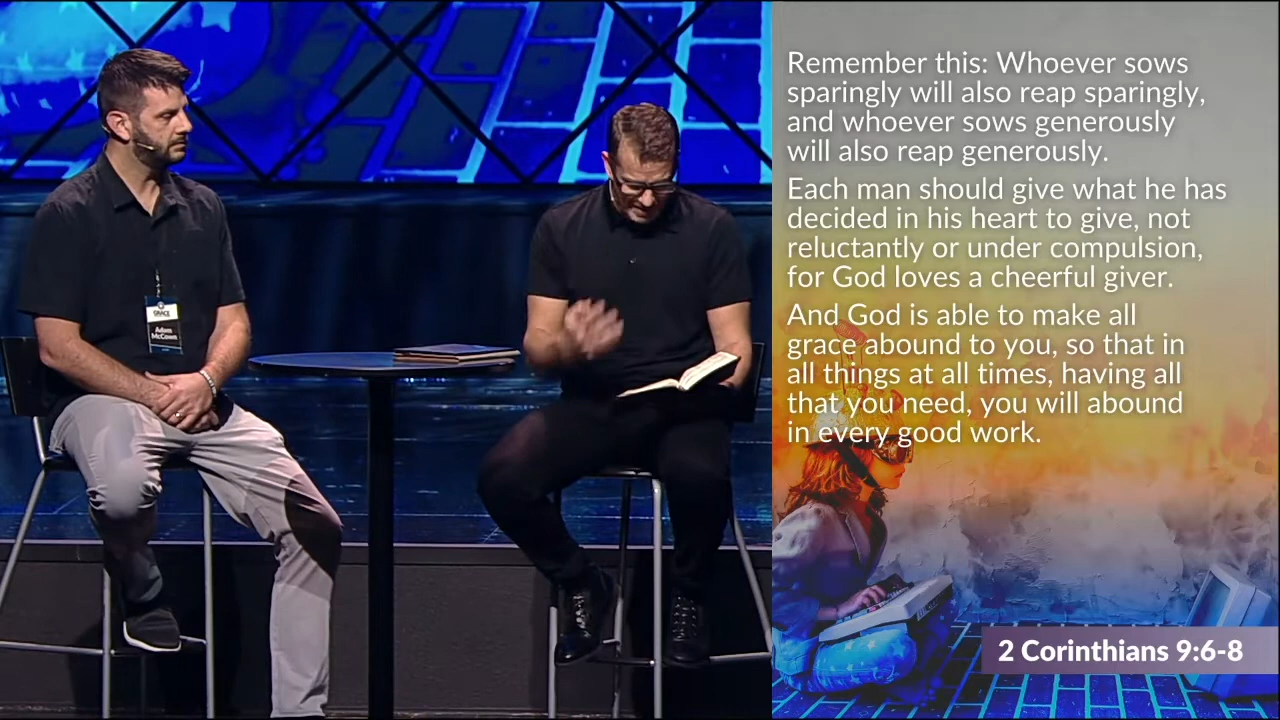 GRACE
Adam
McCown
Remember this: Whoever sows
sparingly will also reap sparingly,
and whoever sows generously
will also reap generously.
Each man should give what he has
decided in his heart to give, not
reluctantly or under compulsion,
for God loves a cheerful giver.
And God is able to make all
grace abound to you, so that in
all things at all times, having all
that you need, you will abound
in every good work.
2 Corinthians 9:6-8